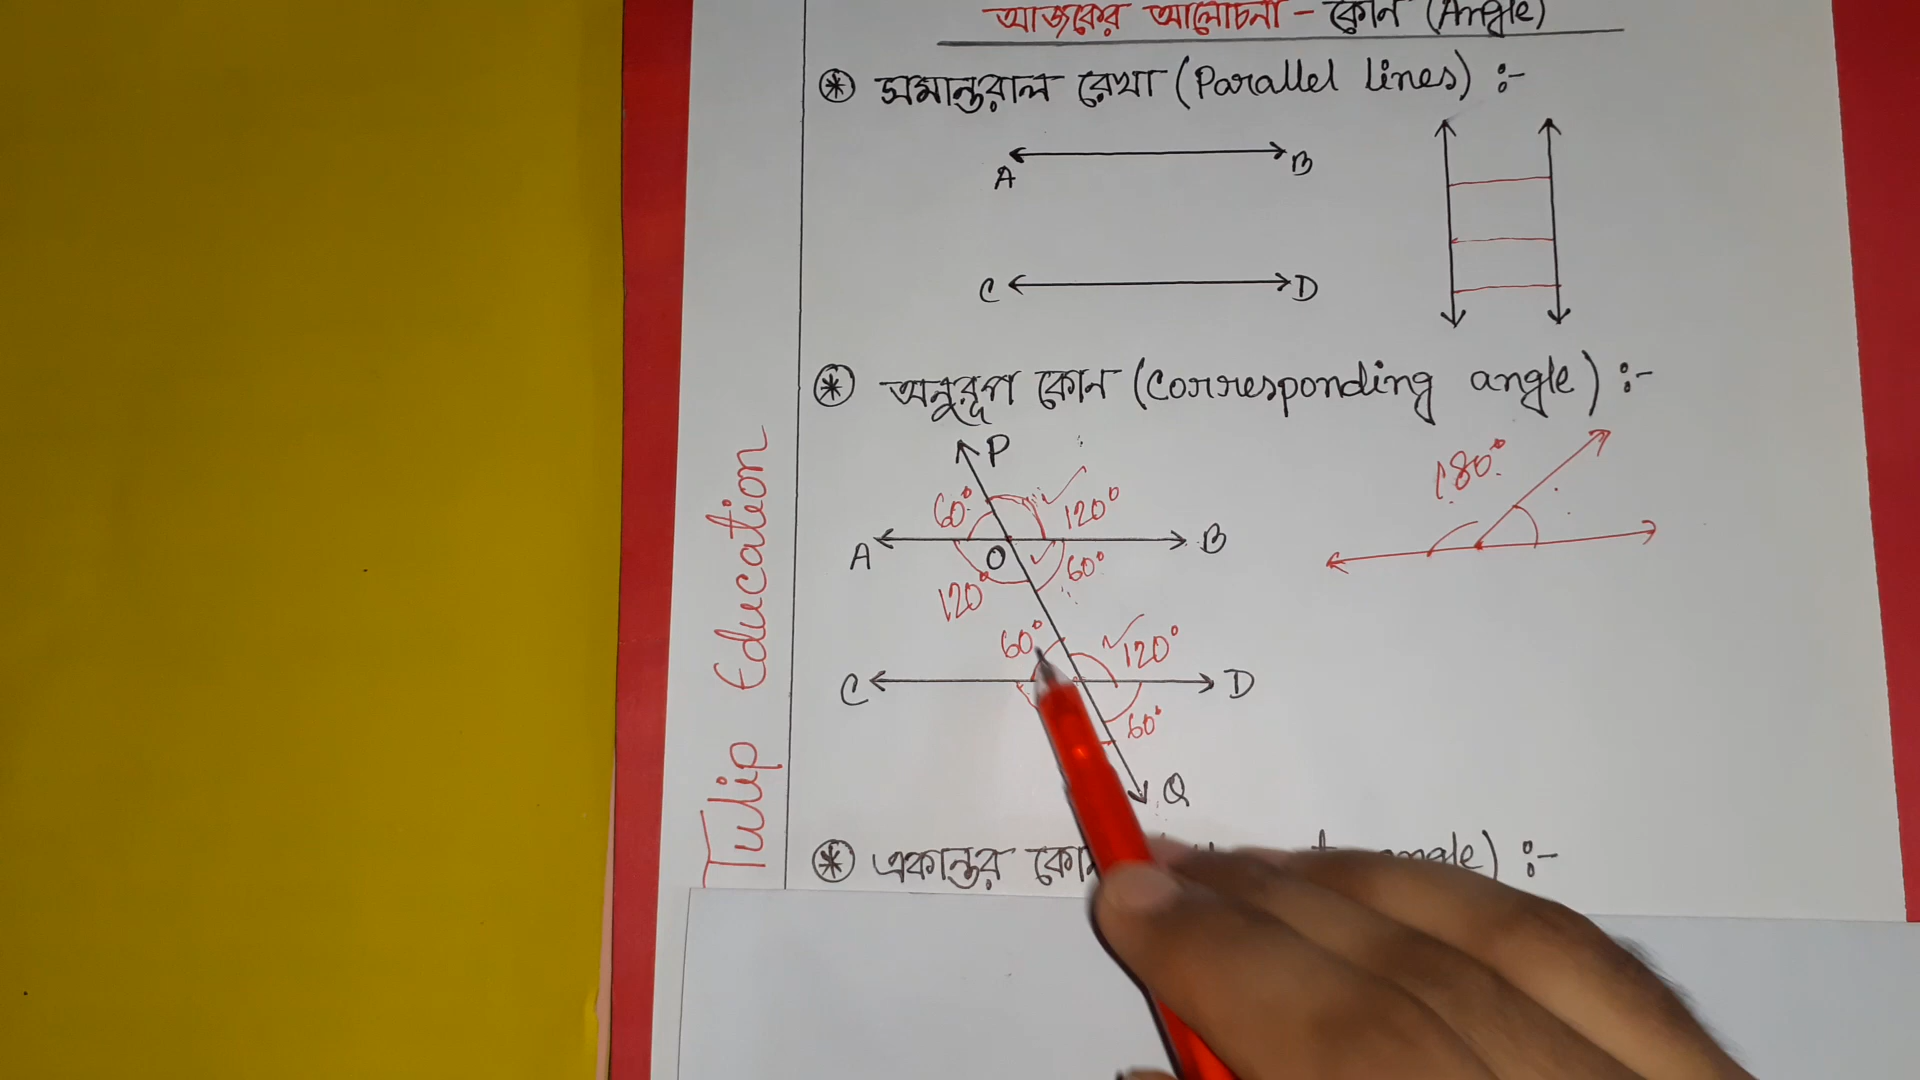 আজকের আলোচনা - কোন (Angle)
⊛ সমান্তরাল রেখা (Parallel lines) :-
A B
C D
⊛ অনুরূপ কোন (Corresponding angle) :-
P
60° 120°
180°
A O B
120° 60°
60° 120°
C D
60°
Q
⊛ একান্তর angle) :-
Tulip Education